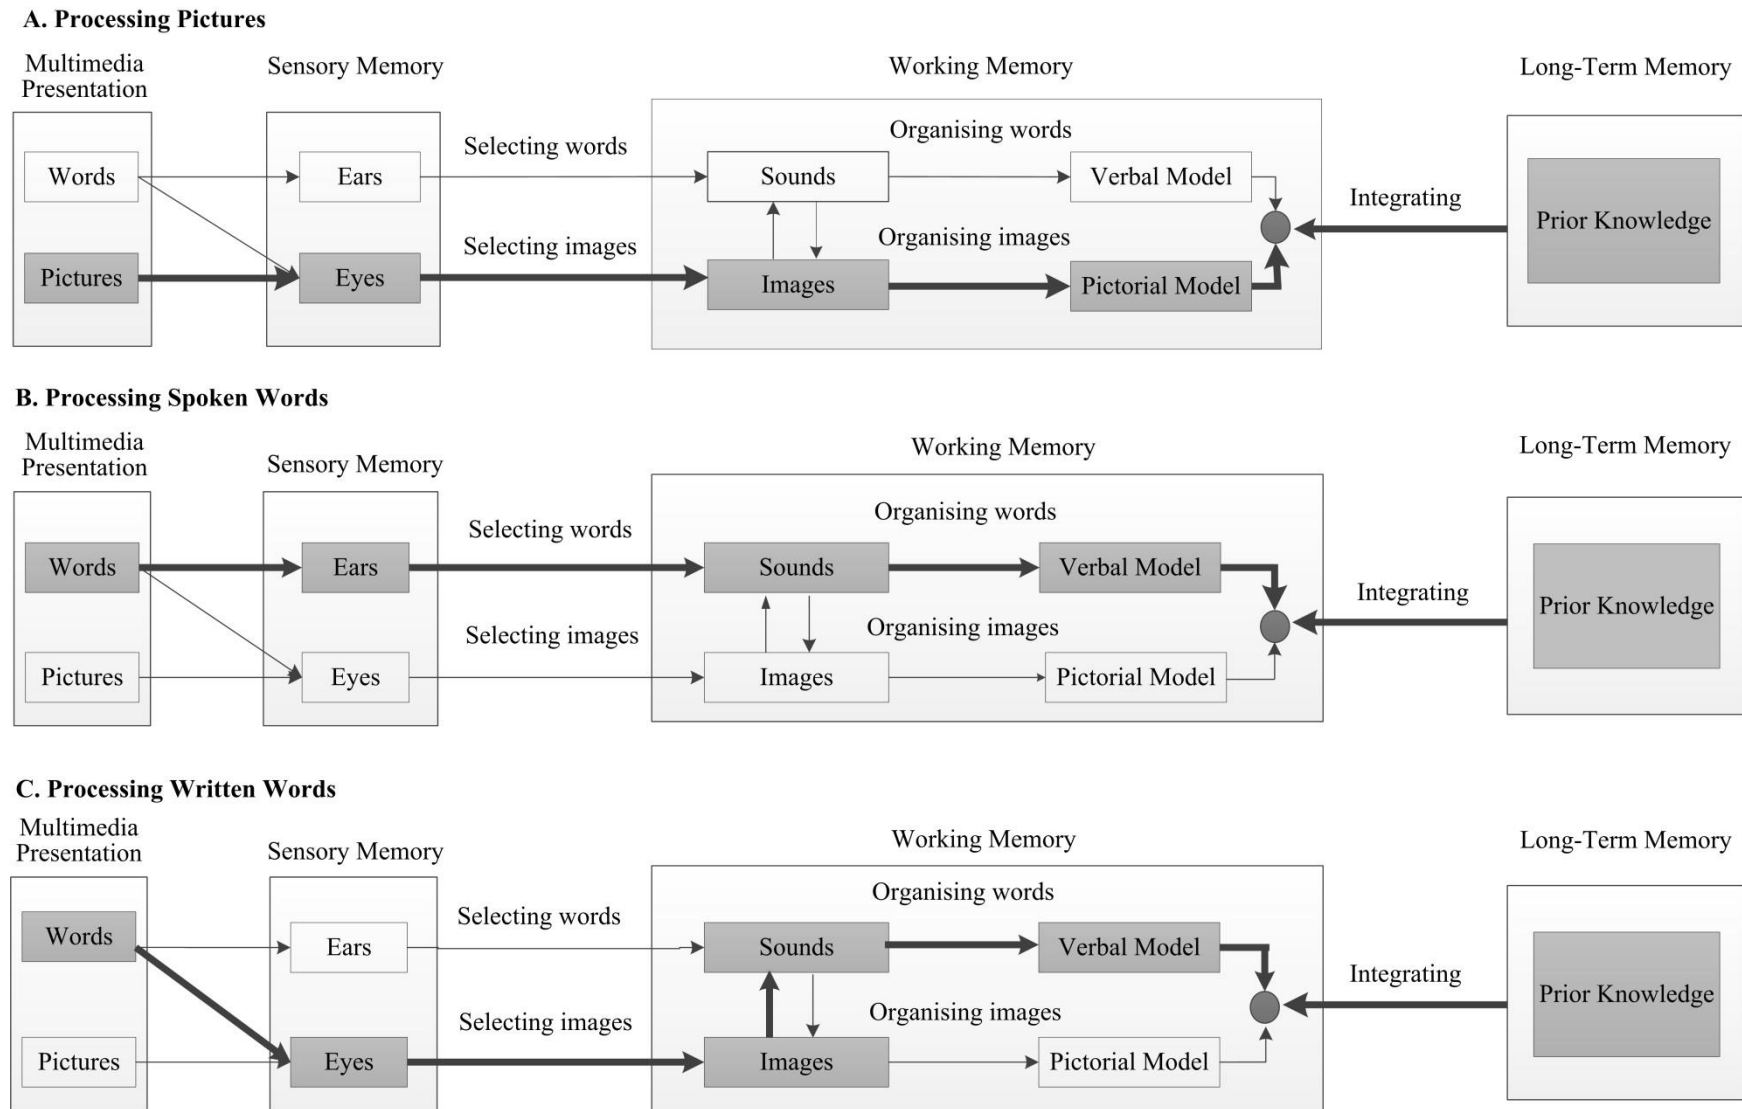 A. Processing Pictures
Multimedia
Presentation
Sensory Memory
Working Memory
Long-Term Memory
Selecting words
Organising words
Words
Ears
Sounds
Verbal Model
Integrating
Prior Knowledge
Selecting images
Organising images
Pictures
Eyes
Images
Pictorial Model
B. Processing Spoken Words
Multimedia
Presentation
Sensory Memory
Working Memory
Long-Term Memory
Selecting words
Organising words
Words
Ears
Sounds
Verbal Model
Integrating
Prior Knowledge
Selecting images
Organising images
Pictures
Eyes
Images
Pictorial Model
C. Processing Written Words
Multimedia
Presentation
Sensory Memory
Working Memory
Long-Term Memory
Selecting words
Organising words
Words
Ears
Sounds
Verbal Model
Integrating
Prior Knowledge
Selecting images
Organising images
Pictures
Eyes
Images
Pictorial Model